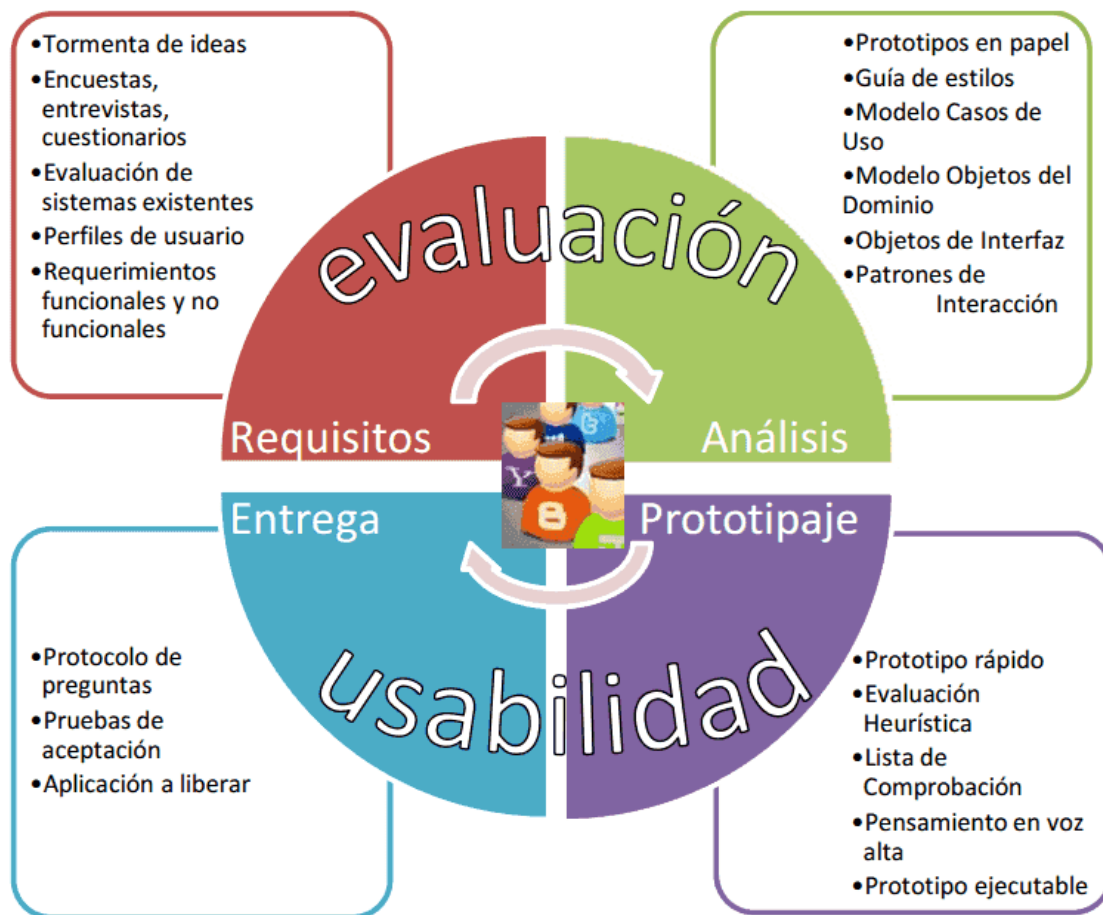 •Tormenta de ideas
•Encuestas,
entrevistas,
cuestionarios
•Evaluación de
sistemas existentes
•Perfiles de usuario
•Requerimientos
funcionales y no
funcionales
•Prototipos en papel
•Guía de estilos
•Modelo Casos de
Uso
•Modelo Objetos del
Dominio
•Objetos de Interfaz
•Patrones de
Interacción
evaluación
Requisitos
Análisis
Entrega
Prototipaje
usabilidad
•Protocolo de
preguntas
•Pruebas de
aceptación
•Aplicación a liberar
•Prototipo rápido
•Evaluación
Heurística
•Lista de
Comprobación
•Pensamiento en voz
alta
•Prototipo ejecutable